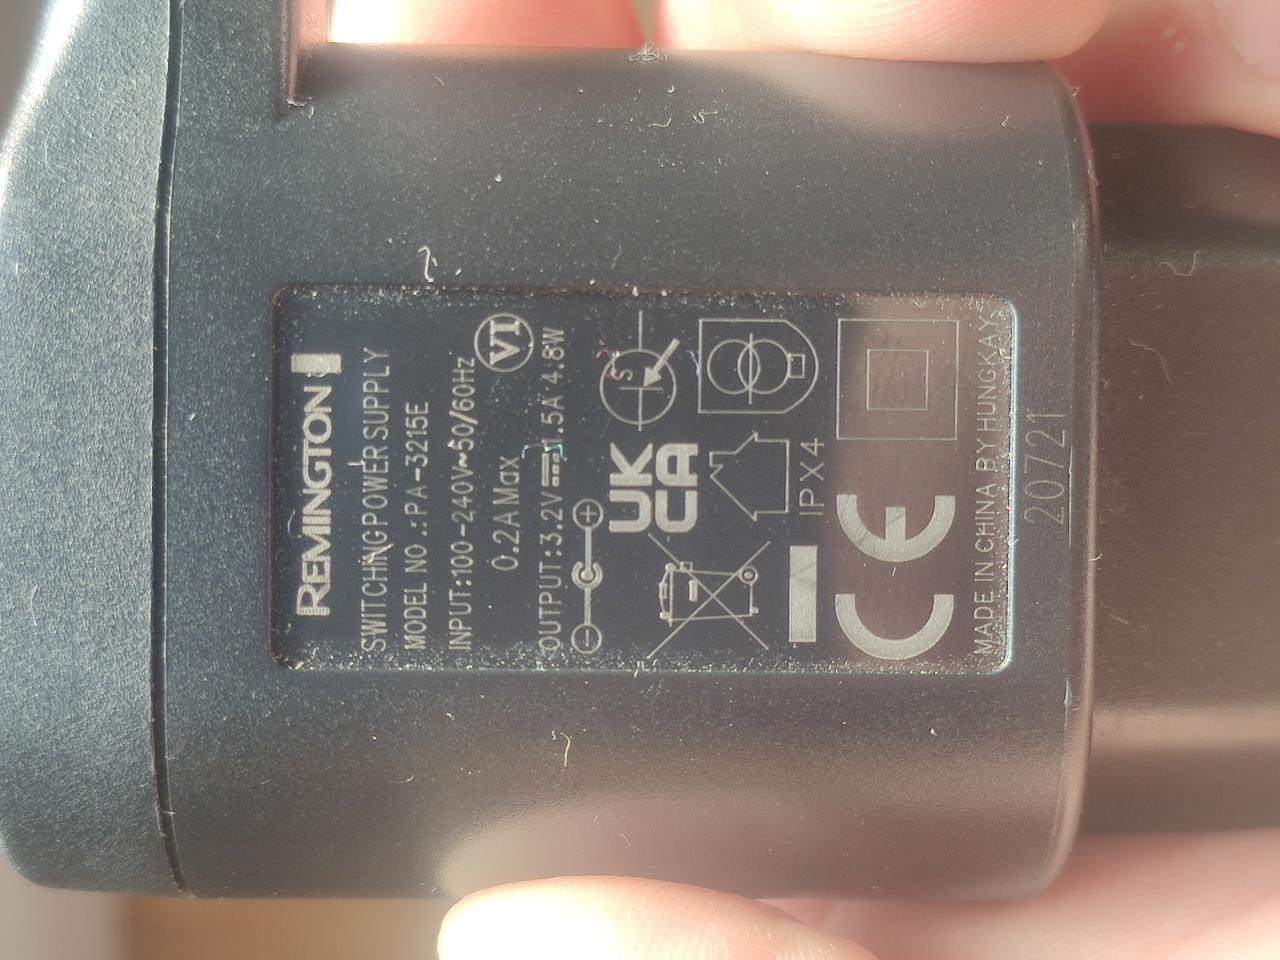 REMINGTON
SWITCHING POWER SUPPLY
MODEL NO.:PA-3215E
INPUT:100-240V~50/60Hz
0.2A Max
VI
OUTPUT:3.2V⎓1.5A 4.8W
S
UK
CA
IPX4
CE
MADE IN CHINA BY HUNGKAY
20721